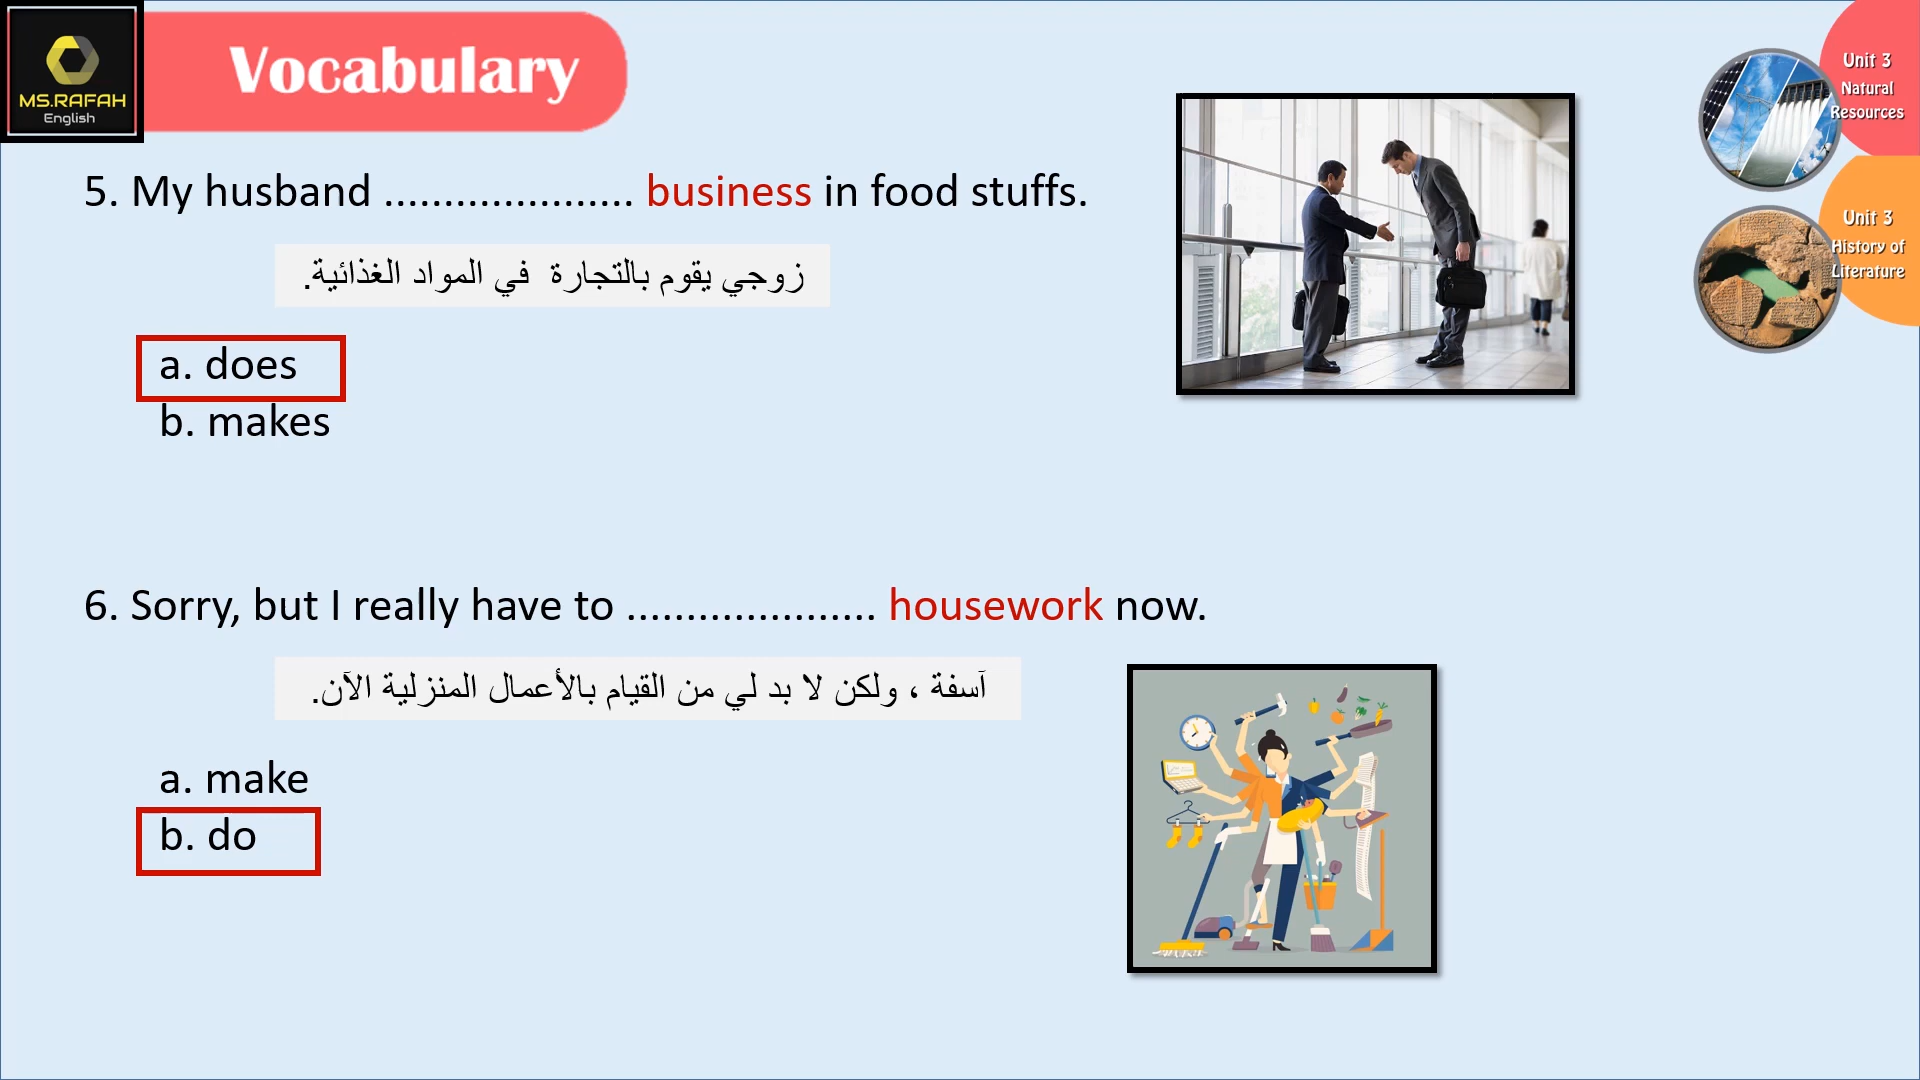 MS.RAFAH
English
Vocabulary
Unit 3
Natural
Resources
Unit 3
History of
Literature
5. My husband ..................... business in food stuffs.
زوجي يقوم بالتجارة في المواد الغذائية.
a. does
b. makes
6. Sorry, but I really have to ..................... housework now.
آسفة ، ولكن لا بد لي من القيام بالأعمال المنزلية الآن.
a. make
b. do